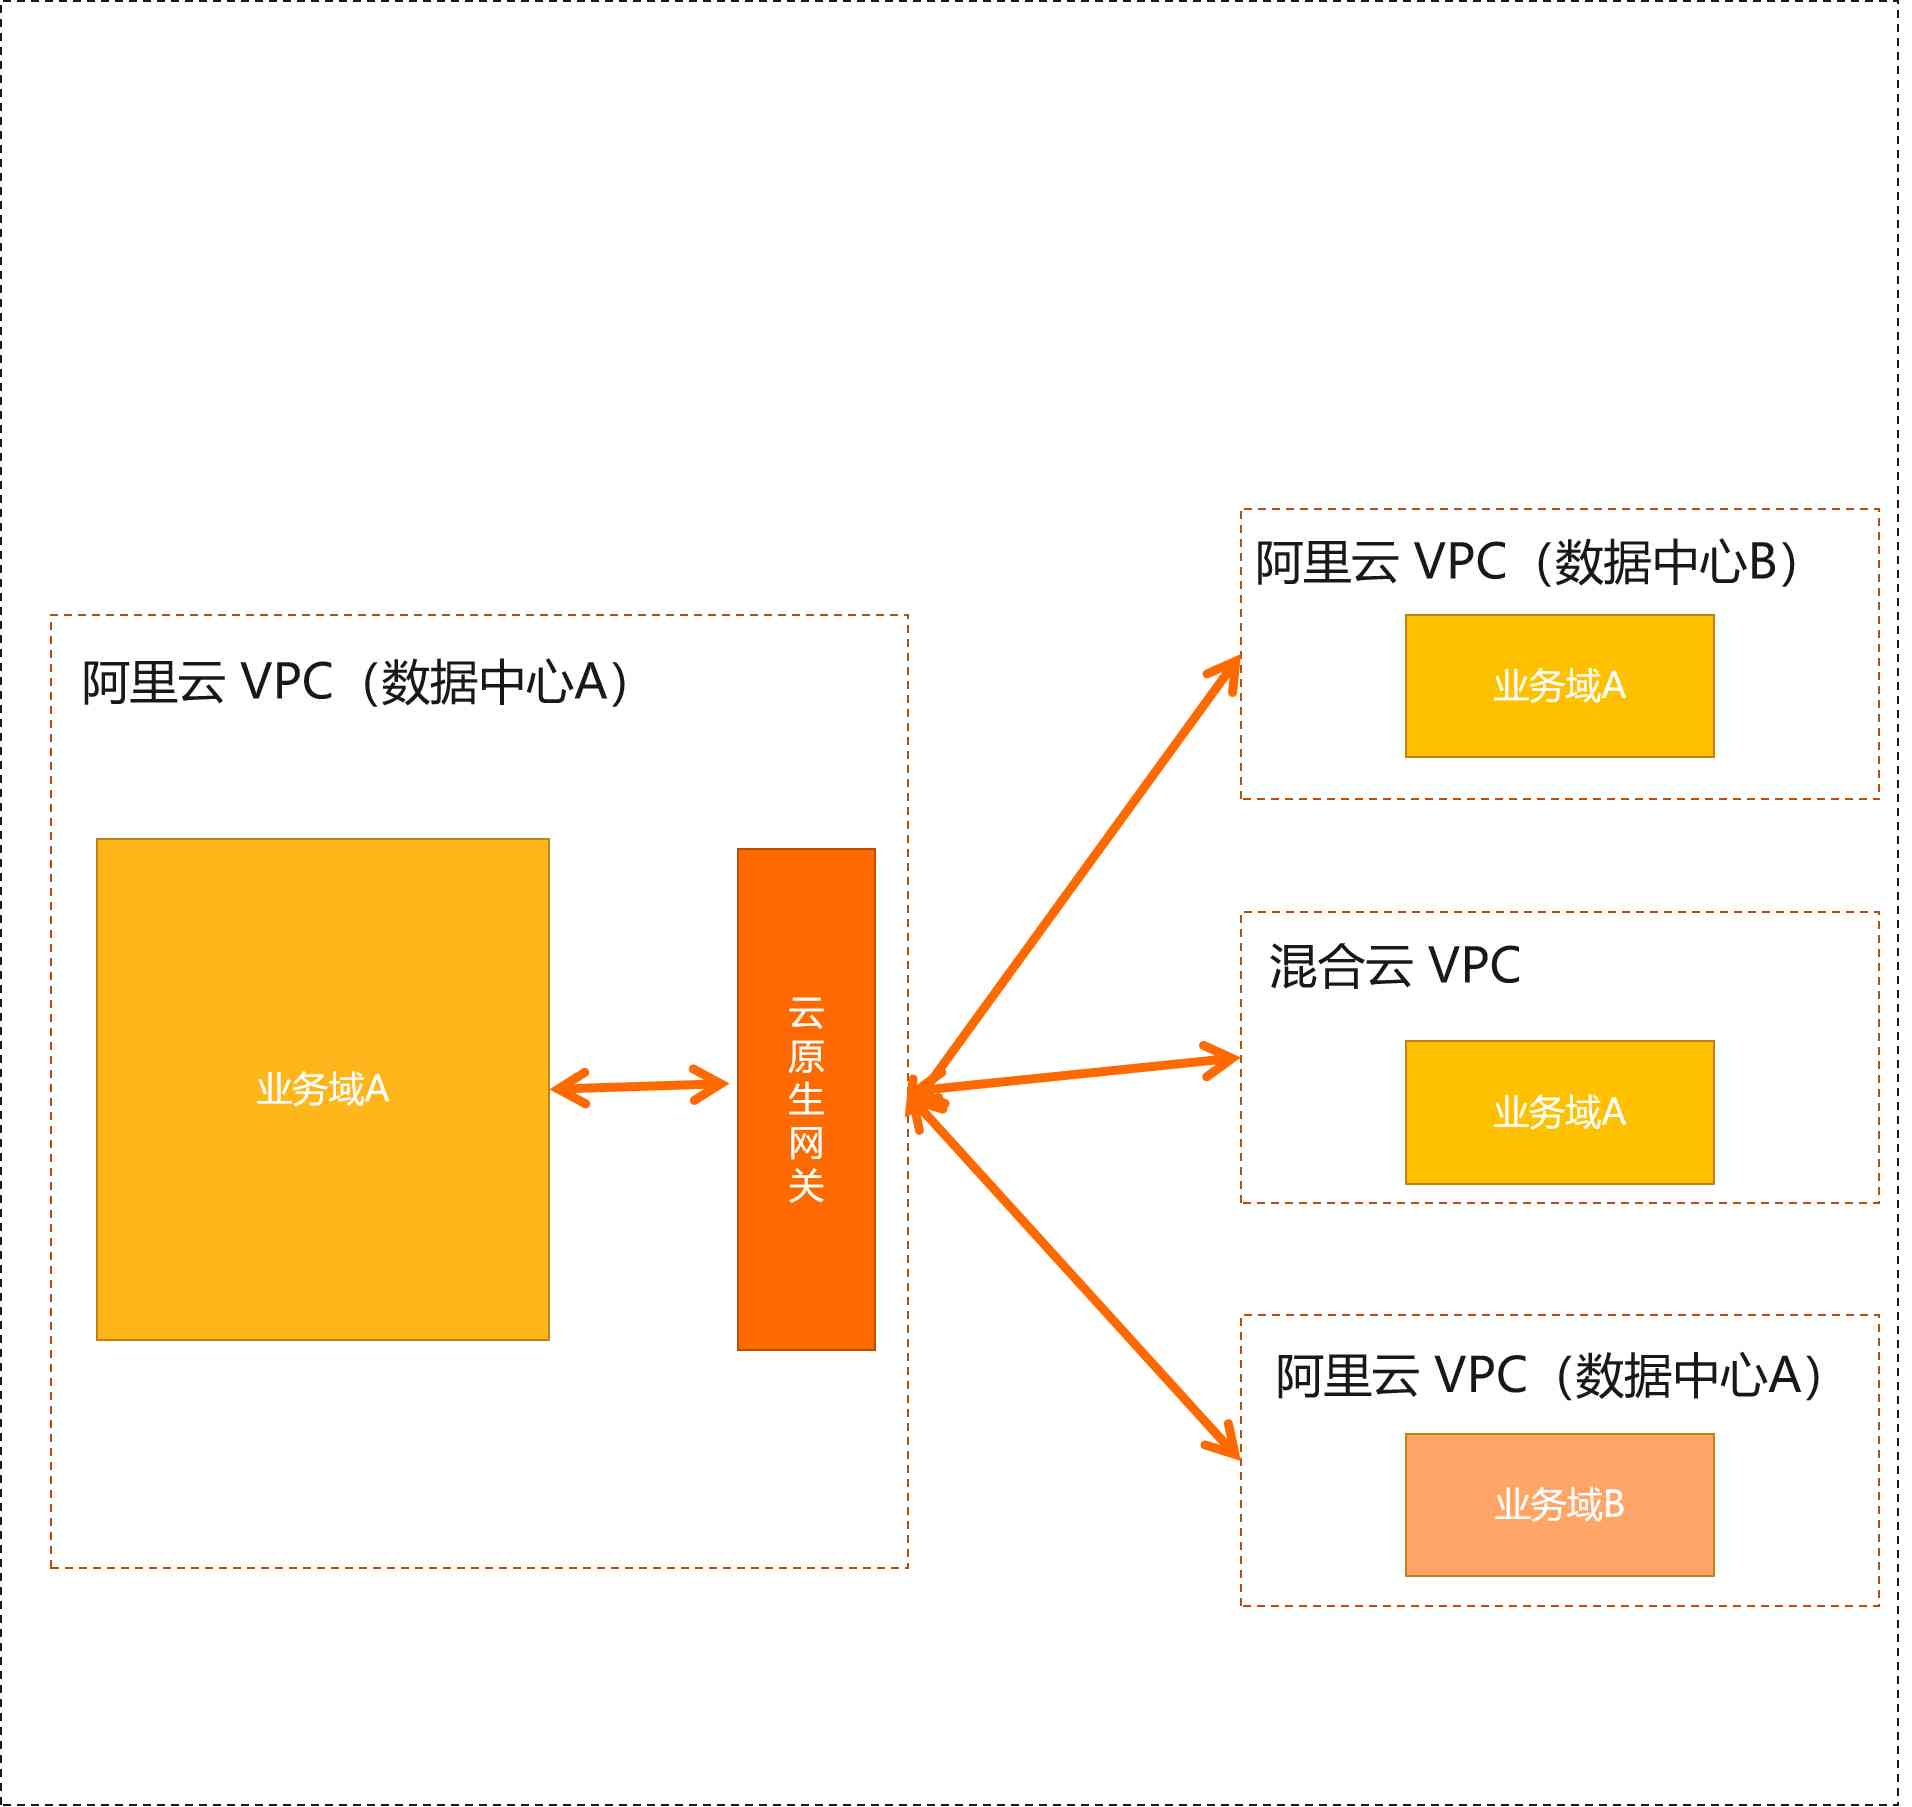 阿里云 VPC（数据中心A）
业务域A
云
原
生
网
关
阿里云 VPC（数据中心B）
业务域A
混合云 VPC
业务域A
阿里云 VPC（数据中心A）
业务域B